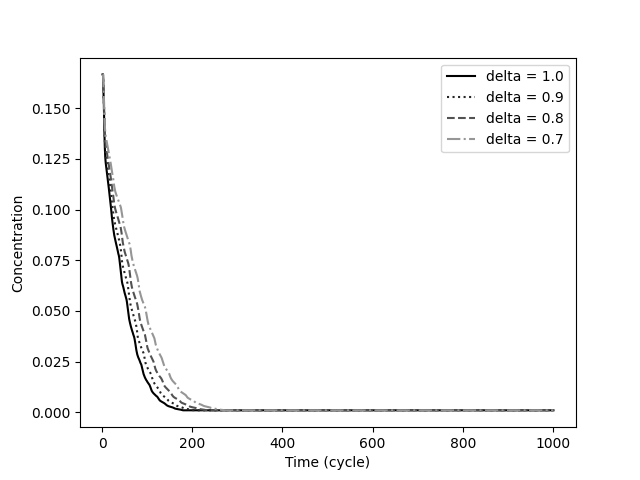 delta = 1.0
delta = 0.9
delta = 0.8
delta = 0.7
0.150
0.125
0.100
0.075
0.050
0.025
0.000
Concentration
0 200 400 600 800 1000
Time (cycle)